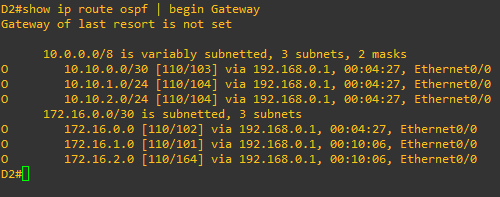 D2#show ip route ospf | begin Gateway
Gateway of last resort is not set
10.0.0.0/8 is variably subnetted, 3 subnets, 2 masks
O 10.10.0.0/30 [110/103] via 192.168.0.1, 00:04:27, Ethernet0/0
O 10.10.1.0/24 [110/104] via 192.168.0.1, 00:04:27, Ethernet0/0
O 10.10.2.0/24 [110/104] via 192.168.0.1, 00:04:27, Ethernet0/0
172.16.0.0/30 is subnetted, 3 subnets
O 172.16.0.0 [110/102] via 192.168.0.1, 00:04:27, Ethernet0/0
O 172.16.1.0 [110/101] via 192.168.0.1, 00:10:06, Ethernet0/0
O 172.16.2.0 [110/164] via 192.168.0.1, 00:10:06, Ethernet0/0
D2#